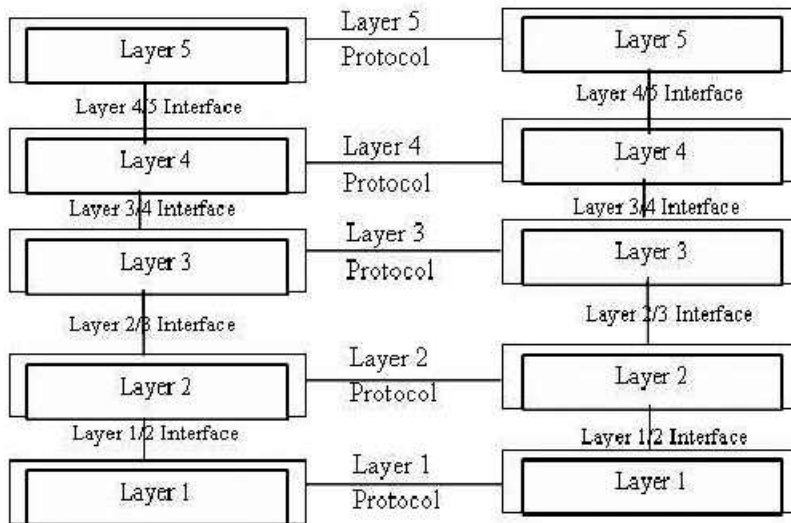 Layer 5
Layer 5
Protocol
Layer 5
Layer 4/5 Interface
Layer 4/5 Interface
Layer 4
Layer 4
Protocol
Layer 4
Layer 3/4 Interface
Layer 3/4 Interface
Layer 3
Layer 3
Protocol
Layer 3
Layer 2/3 Interface
Layer 2/3 Interface
Layer 2
Layer 2
Protocol
Layer 2
Layer 1/2 Interface
Layer 1/2 Interface
Layer 1
Layer 1
Protocol
Layer 1